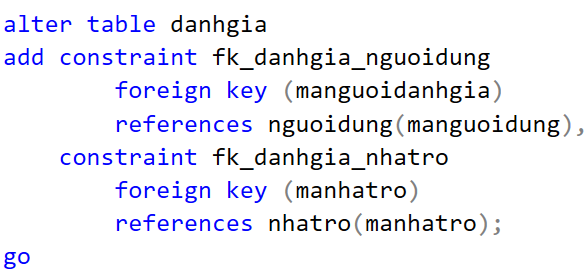 alter table danhgia
add constraint fk_danhgia_nguoidung
        foreign key (manguoidanhgia)
        references nguoidung(manguoidung),
    constraint fk_danhgia_nhatro
        foreign key (manhatro)
        references nhatro(manhatro);
go